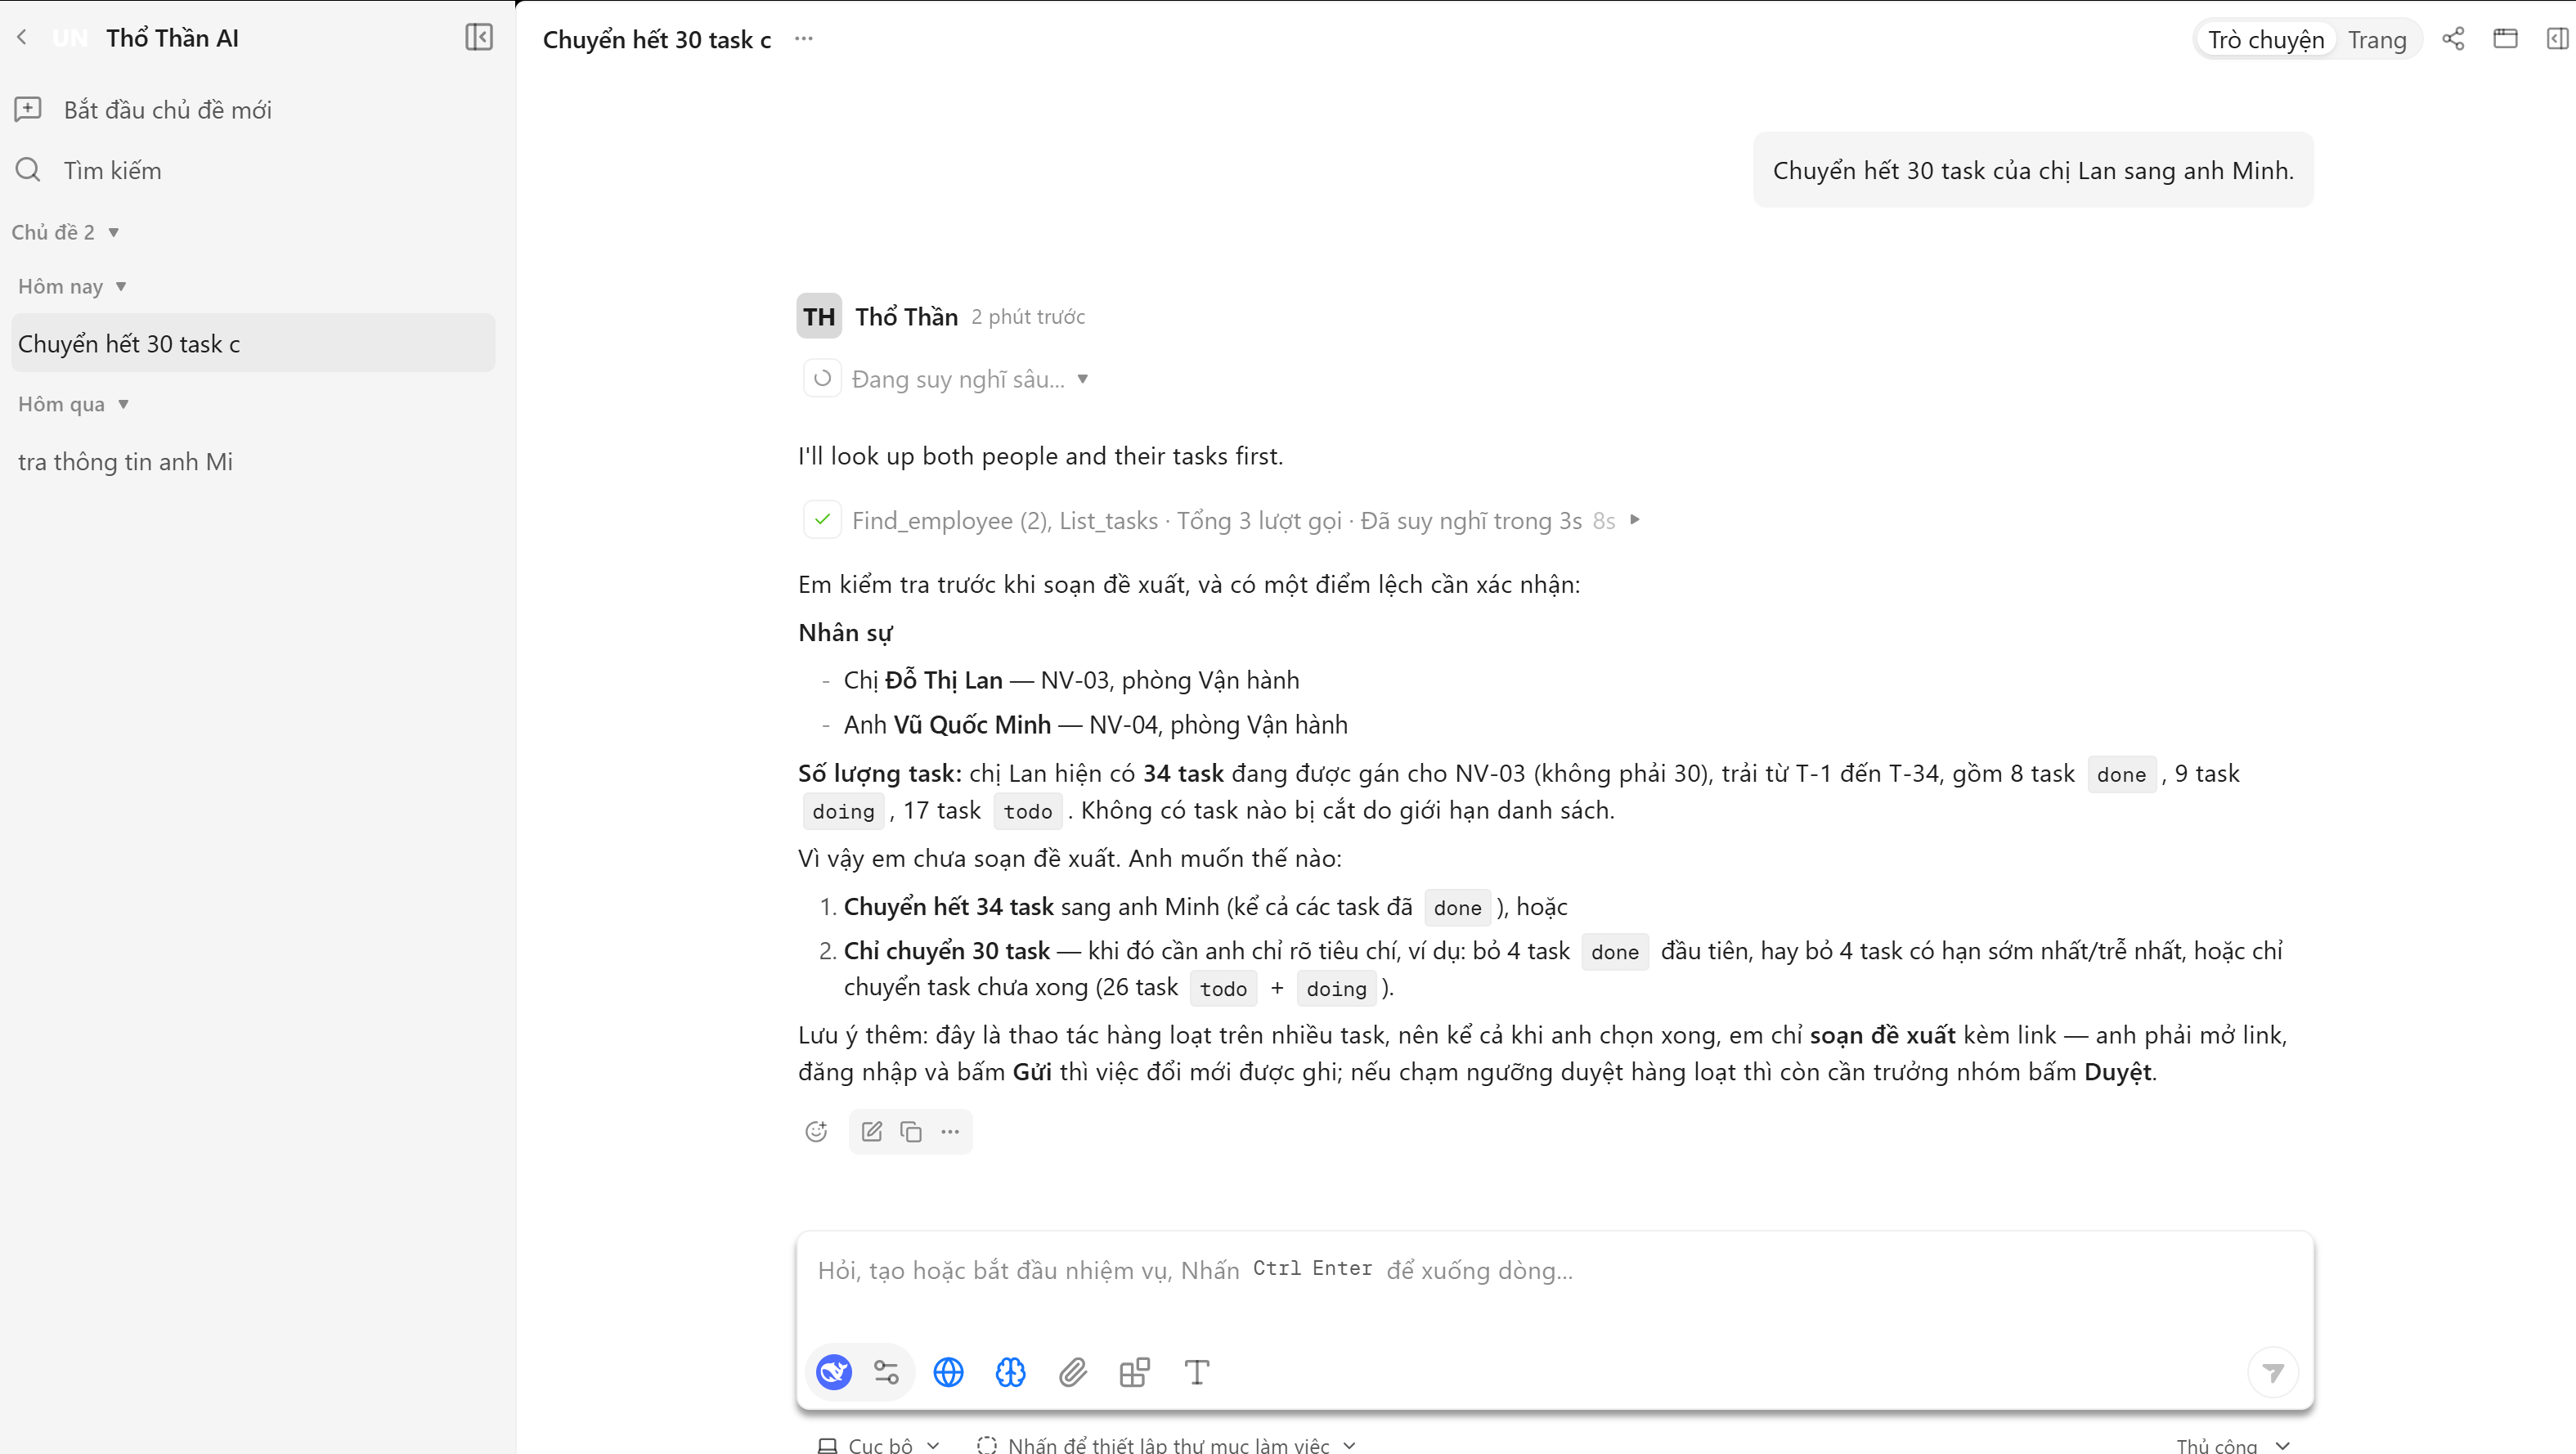 UN Thổ Thần AI
Bắt đầu chủ đề mới
Tìm kiếm
Chủ đề 2 ▼
Hôm nay ▼
Chuyển hết 30 task c
Hôm qua ▼
tra thông tin anh Mi
Chuyển hết 30 task c ···
Trò chuyện Trang
Chuyển hết 30 task của chị Lan sang anh Minh.
TH Thổ Thần 2 phút trước
Đang suy nghĩ sâu... ▼
I'll look up both people and their tasks first.
Find_employee (2), List_tasks · Tổng 3 lượt gọi · Đã suy nghĩ trong 3s 8s ▶
Em kiểm tra trước khi soạn đề xuất, và có một điểm lệch cần xác nhận:
Nhân sự
- Chị Đỗ Thị Lan — NV-03, phòng Vận hành
- Anh Vũ Quốc Minh — NV-04, phòng Vận hành
Số lượng task: chị Lan hiện có 34 task đang được gán cho NV-03 (không phải 30), trải từ T-1 đến T-34, gồm 8 task done , 9 task
doing , 17 task todo . Không có task nào bị cắt do giới hạn danh sách.
Vì vậy em chưa soạn đề xuất. Anh muốn thế nào:
1. Chuyển hết 34 task sang anh Minh (kể cả các task đã done ), hoặc
2. Chỉ chuyển 30 task — khi đó cần anh chỉ rõ tiêu chí, ví dụ: bỏ 4 task done đầu tiên, hay bỏ 4 task có hạn sớm nhất/trễ nhất, hoặc chỉ
chuyển task chưa xong (26 task todo + doing ).
Lưu ý thêm: đây là thao tác hàng loạt trên nhiều task, nên kể cả khi anh chọn xong, em chỉ soạn đề xuất kèm link — anh phải mở link,
đăng nhập và bấm Gửi thì việc đổi mới được ghi; nếu chạm ngưỡng duyệt hàng loạt thì còn cần trưởng nhóm bấm Duyệt.
Hỏi, tạo hoặc bắt đầu nhiệm vụ, Nhấn Ctrl Enter để xuống dòng...
Cục bộ
Nhấn để thiết lập thư mục làm việc
Thủ công